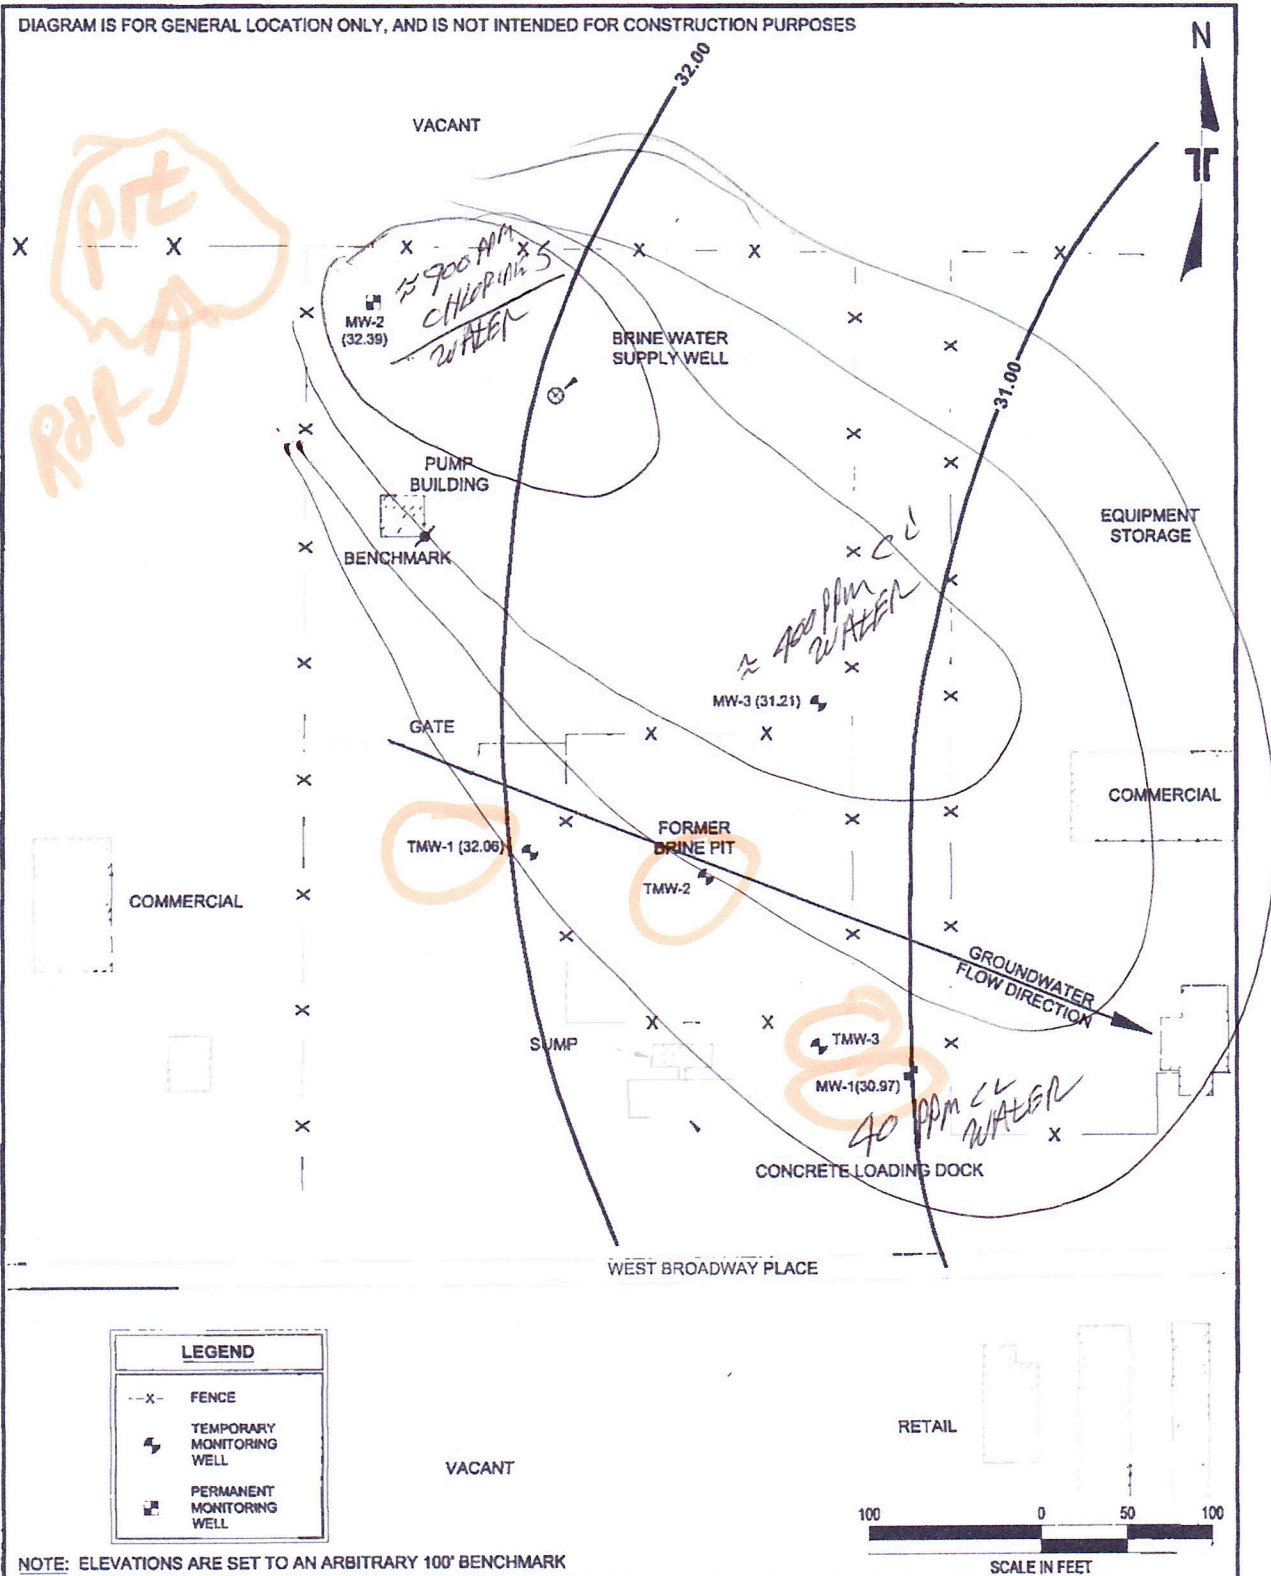 DIAGRAM IS FOR GENERAL LOCATION ONLY, AND IS NOT INTENDED FOR CONSTRUCTION PURPOSES
N
32.00
VACANT
pit
≈ 900 PPM
CHLORIDES
WATER
MW-2
(32.39)
BRINE WATER
SUPPLY WELL
31.00
PUMP
BUILDING
BENCHMARK
EQUIPMENT
STORAGE
≈ 400 PPM CL
WATER
MW-3 (31.21)
GATE
COMMERCIAL
TMW-1 (32.06)
FORMER
BRINE PIT
TMW-2
COMMERCIAL
GROUNDWATER
FLOW DIRECTION
SUMP
TMW-3
MW-1(30.97)
40 PPM CL
WATER
CONCRETE LOADING DOCK
WEST BROADWAY PLACE
LEGEND
--X- FENCE
TEMPORARY
MONITORING
WELL
PERMANENT
MONITORING
WELL
VACANT
RETAIL
100 0 50 100
SCALE IN FEET
NOTE: ELEVATIONS ARE SET TO AN ARBITRARY 100' BENCHMARK